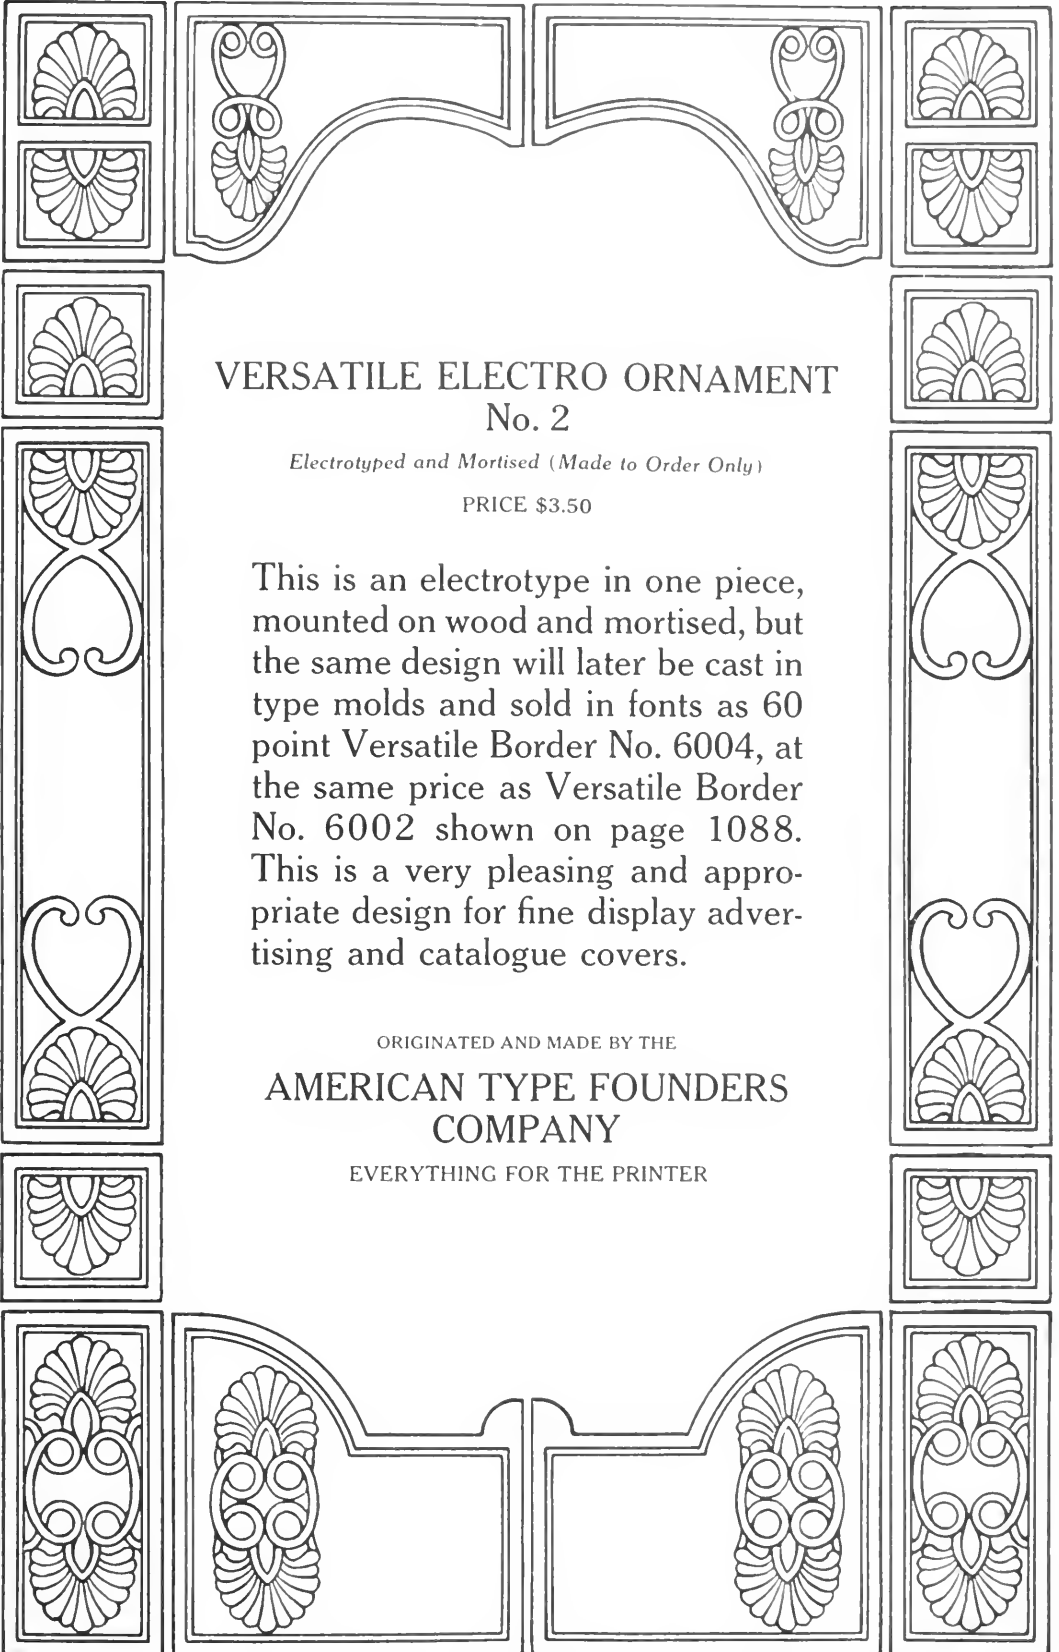 VERSATILE ELECTRO ORNAMENT
No. 2
Electrotyped and Mortised (Made to Order Only)
PRICE $3.50
This is an electrotype in one piece,
mounted on wood and mortised, but
the same design will later be cast in
type molds and sold in fonts as 60
point Versatile Border No. 6004, at
the same price as Versatile Border
No. 6002 shown on page 1088.
This is a very pleasing and appro-
priate design for fine display adver-
tising and catalogue covers.
ORIGINATED AND MADE BY THE
AMERICAN TYPE FOUNDERS
COMPANY
EVERYTHING FOR THE PRINTER